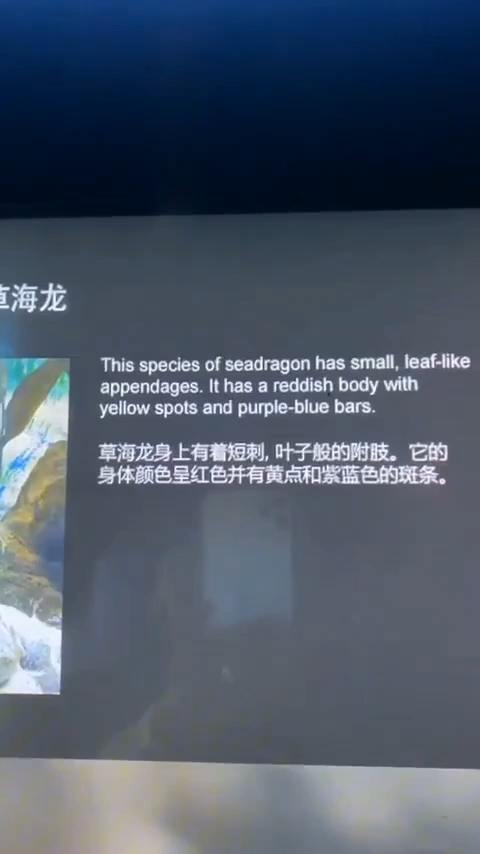 草海龙
This species of seadragon has small, leaf-like
appendages. It has a reddish body with
yellow spots and purple-blue bars.
草海龙身上有着短刺, 叶子般的附肢。它的
身体颜色呈红色并有黄点和紫蓝色的斑条。